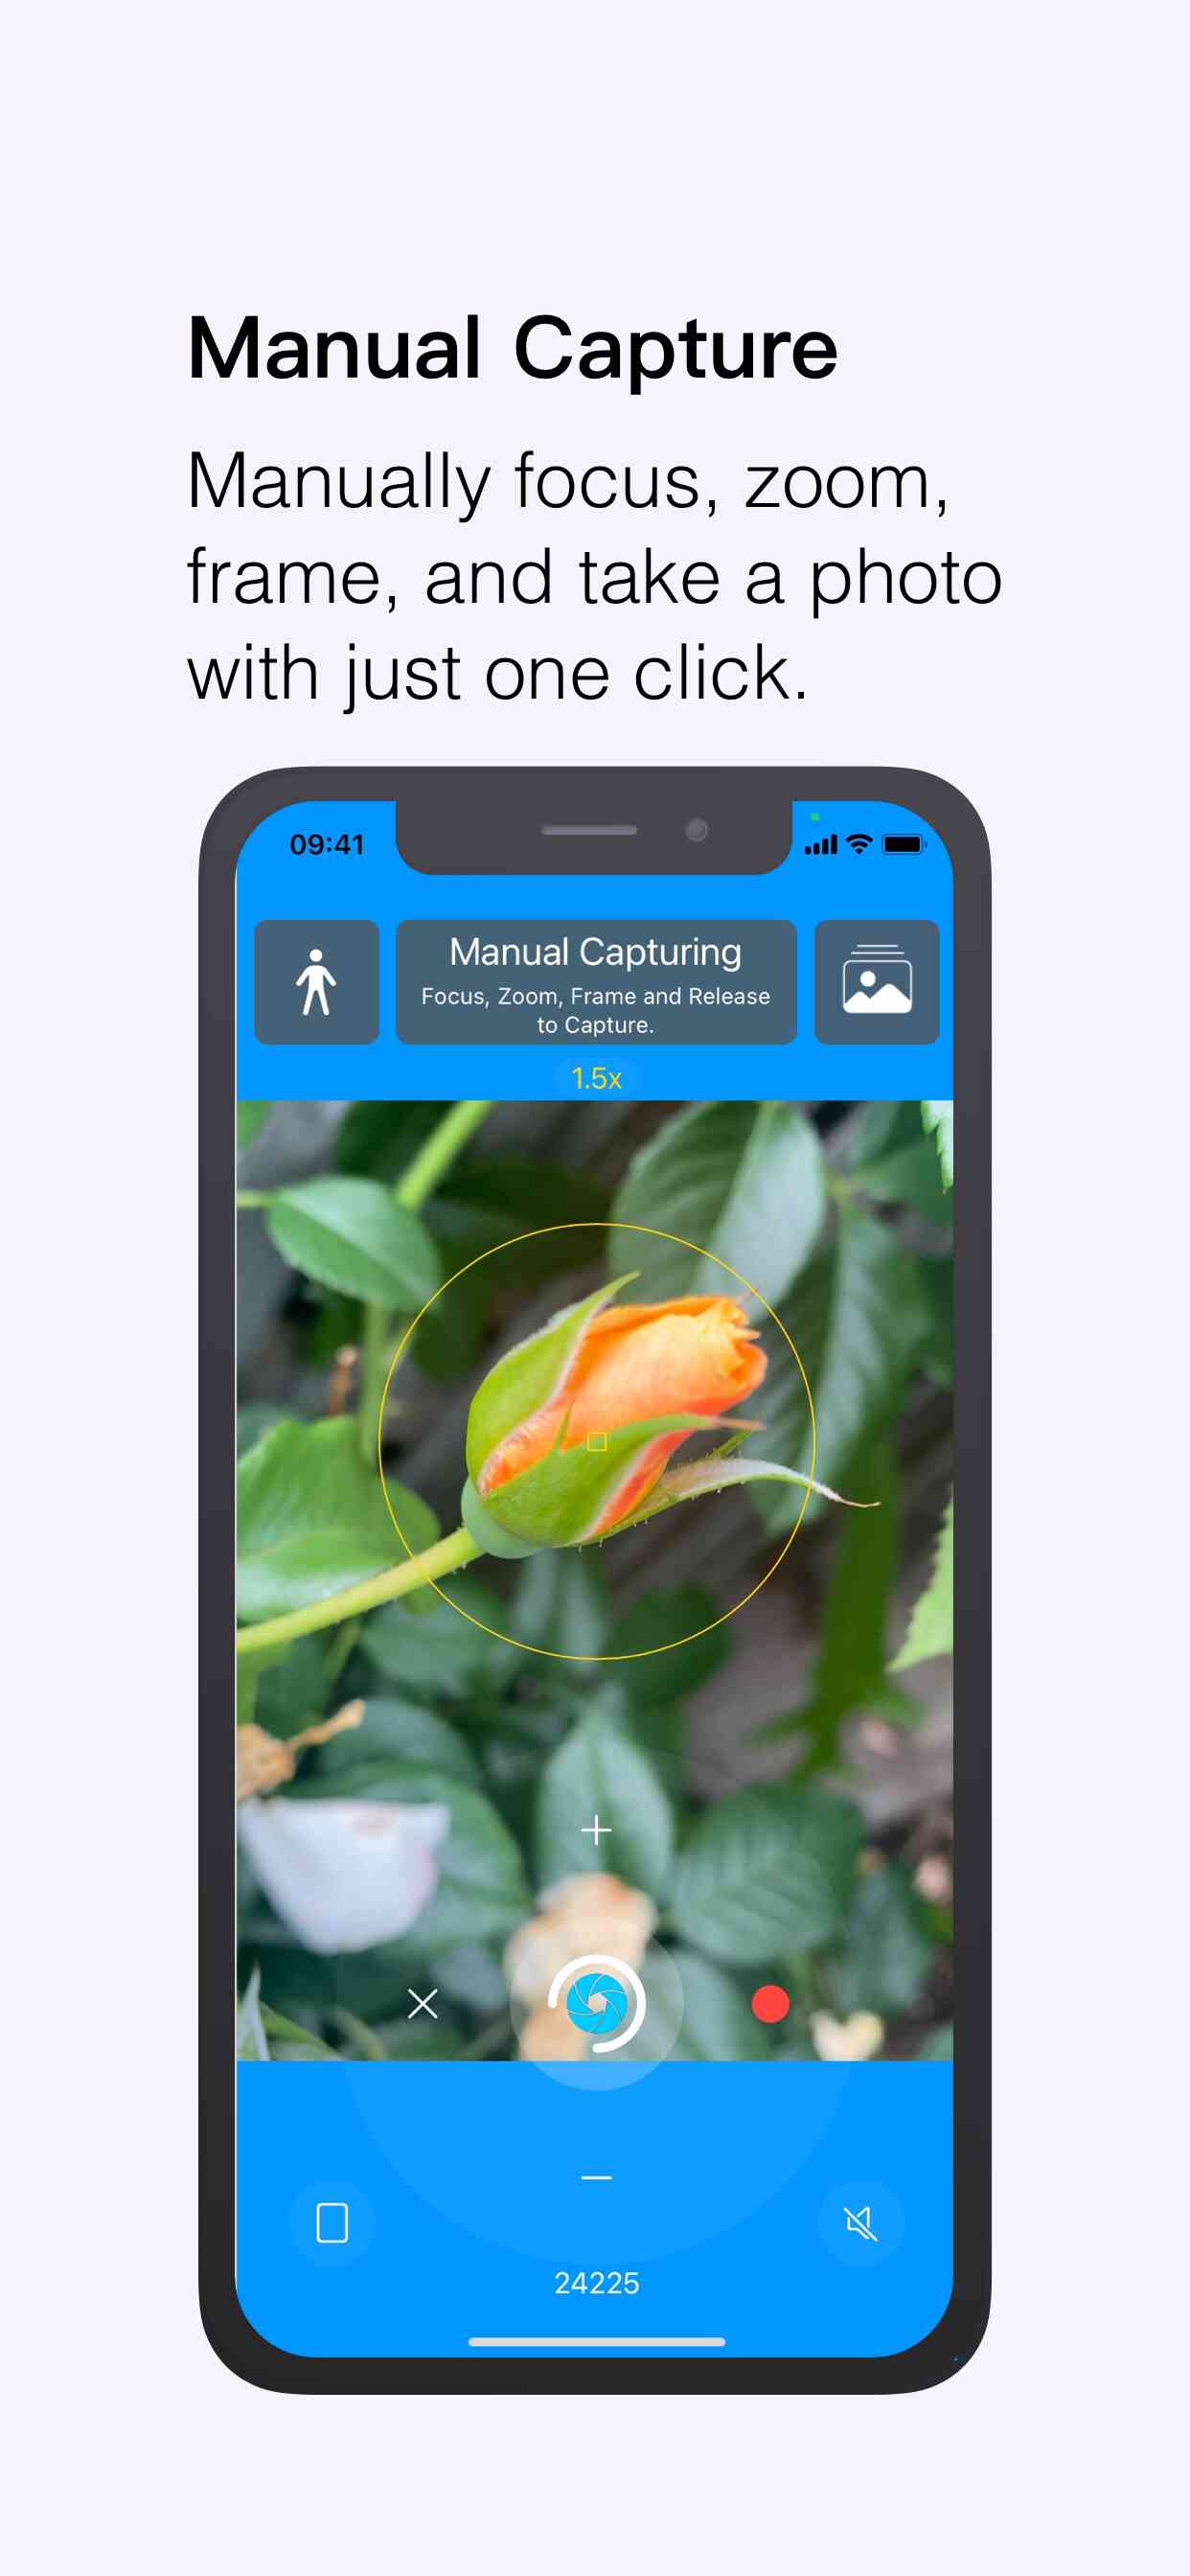 Manual Capture
Manually focus, zoom,
frame, and take a photo
with just one click.
09:41
Manual Capturing
Focus, Zoom, Frame and Release
to Capture.
1.5x
24225